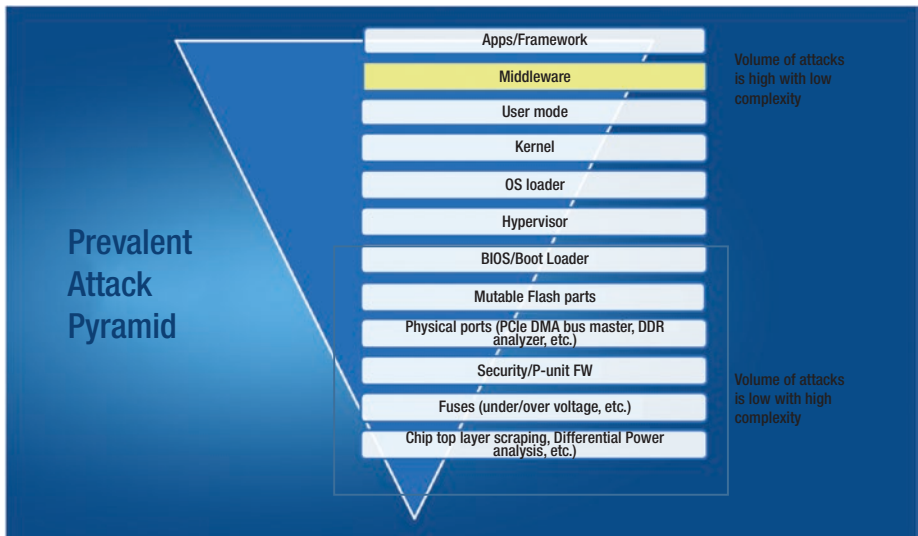 Apps/Framework
Middleware
User mode
Kernel
OS loader
Hypervisor
BIOS/Boot Loader
Mutable Flash parts
Physical ports (PCIe DMA bus master, DDR
analyzer, etc.)
Security/P-unit FW
Fuses (under/over voltage, etc.)
Chip top layer scraping, Differential Power
analysis, etc.)
Prevalent
Attack
Pyramid
Volume of attacks
is high with low
complexity
Volume of attacks
is low with high
complexity